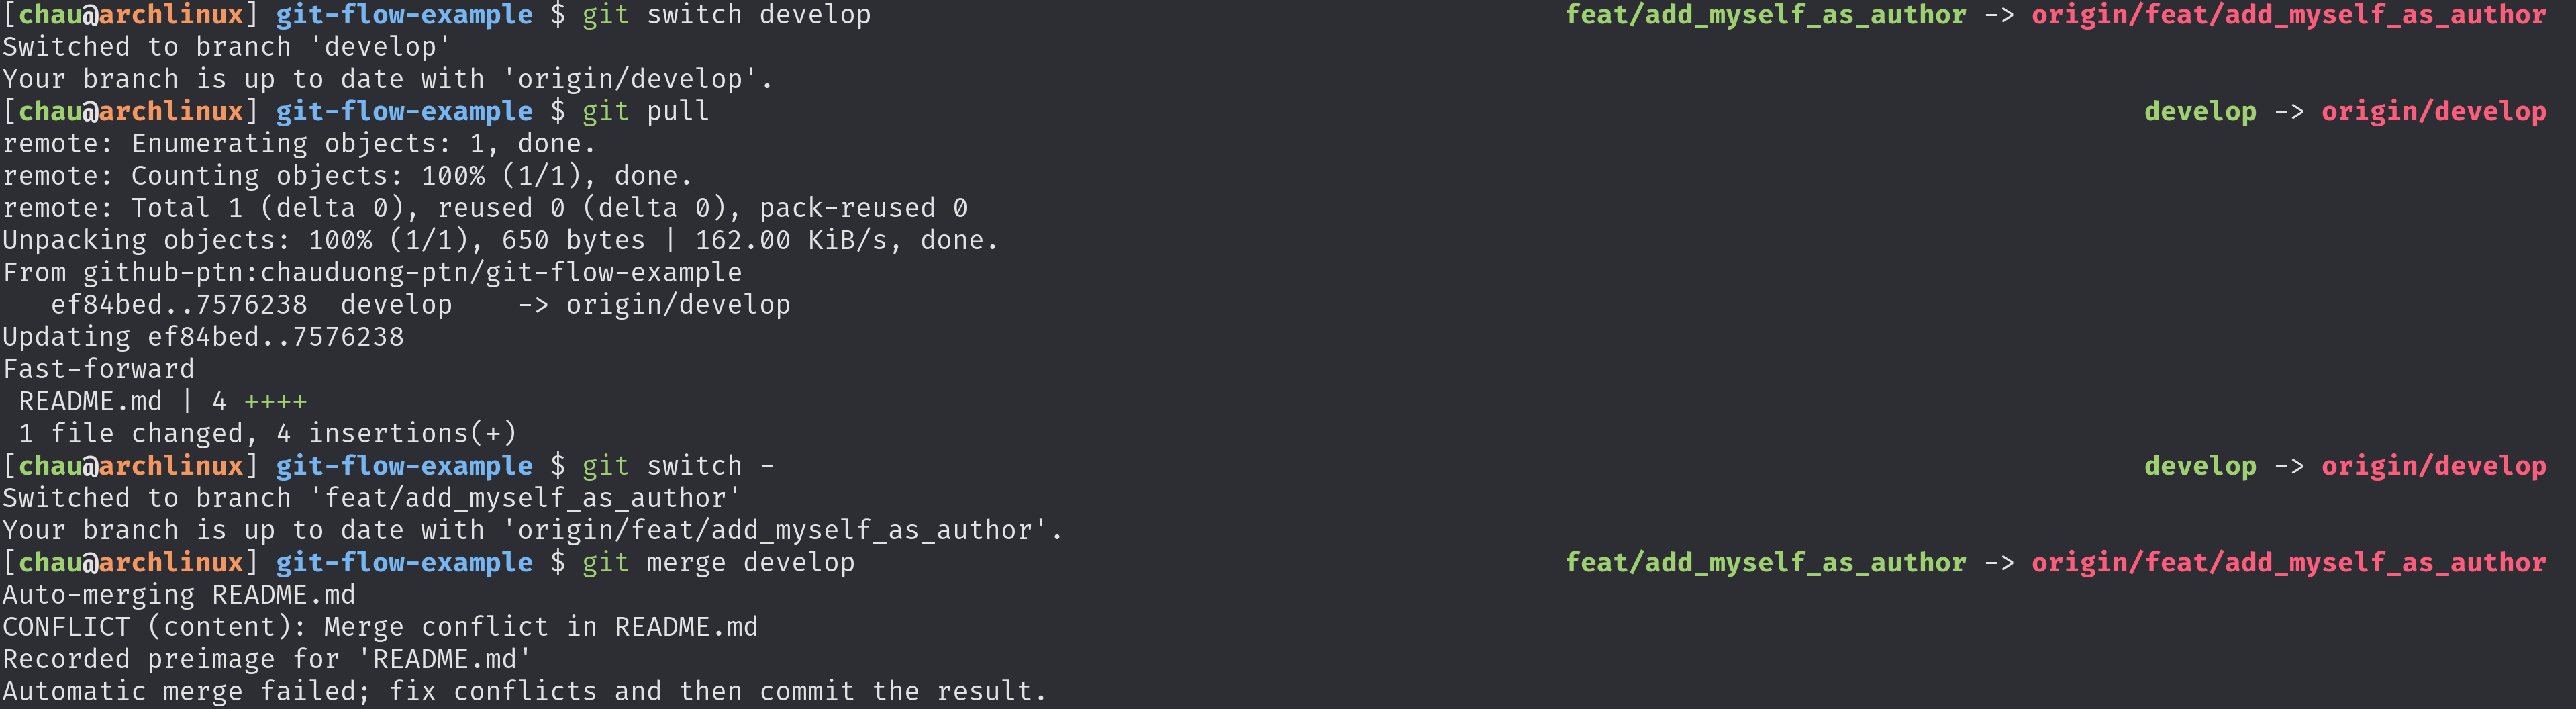 [chau@archlinux] git-flow-example $ git switch develop feat/add_myself_as_author -> origin/feat/add_myself_as_author
Switched to branch 'develop'
Your branch is up to date with 'origin/develop'.
[chau@archlinux] git-flow-example $ git pull develop -> origin/develop
remote: Enumerating objects: 1, done.
remote: Counting objects: 100% (1/1), done.
remote: Total 1 (delta 0), reused 0 (delta 0), pack-reused 0
Unpacking objects: 100% (1/1), 650 bytes | 162.00 KiB/s, done.
From github-ptn:chauduong-ptn/git-flow-example
   ef84bed..7576238  develop    -> origin/develop
Updating ef84bed..7576238
Fast-forward
 README.md | 4 ++++
 1 file changed, 4 insertions(+)
[chau@archlinux] git-flow-example $ git switch - develop -> origin/develop
Switched to branch 'feat/add_myself_as_author'
Your branch is up to date with 'origin/feat/add_myself_as_author'.
[chau@archlinux] git-flow-example $ git merge develop feat/add_myself_as_author -> origin/feat/add_myself_as_author
Auto-merging README.md
CONFLICT (content): Merge conflict in README.md
Recorded preimage for 'README.md'
Automatic merge failed; fix conflicts and then commit the result.